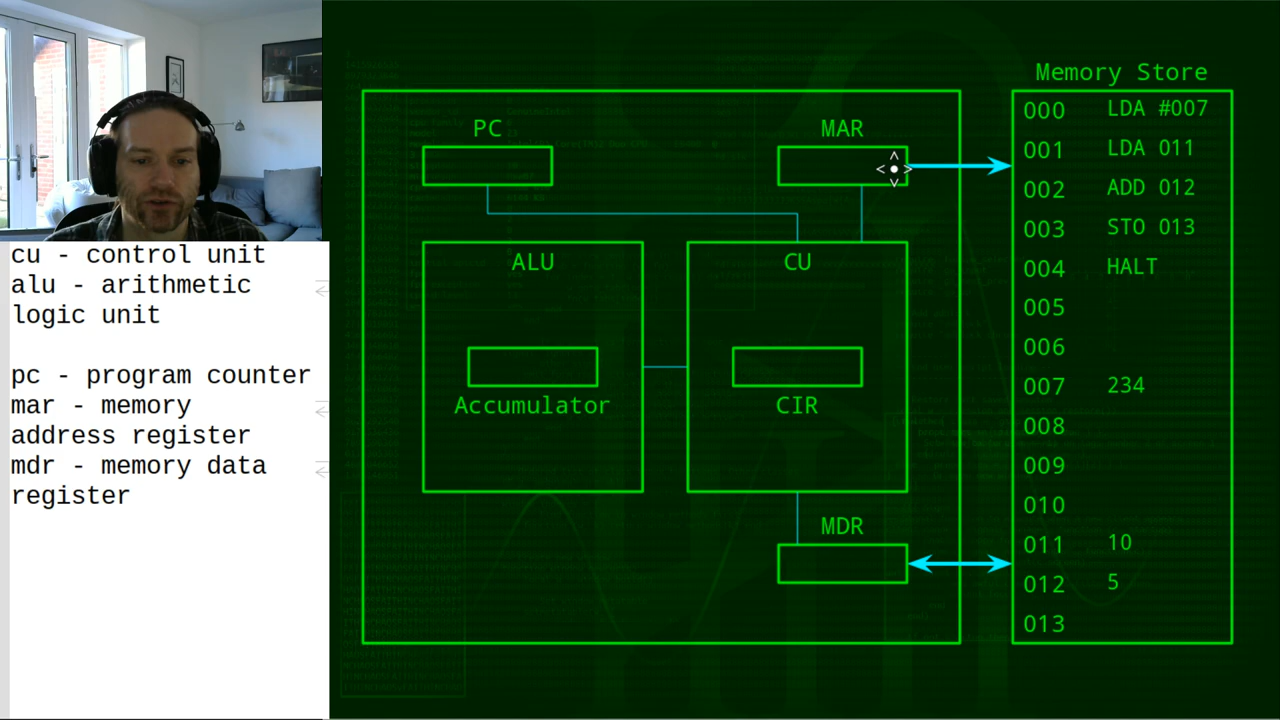 cu - control unit
alu - arithmetic
logic unit
pc - program counter
mar - memory
address register
mdr - memory data
register
PC
MAR
ALU
CU
Accumulator
CIR
MDR
Memory Store
000 LDA #007
001 LDA 011
002 ADD 012
003 STO 013
004 HALT
005
006
007 234
008
009
010
011 10
012 5
013